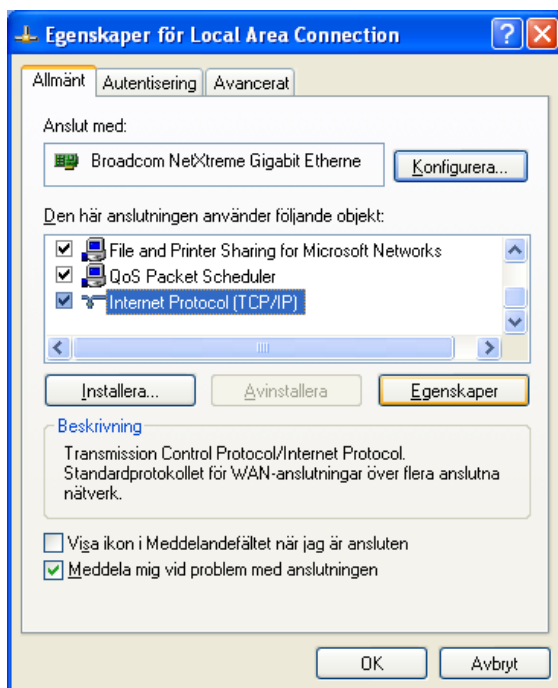 Egenskaper för Local Area Connection
Allmänt Autentisering Avancerat
Anslut med:
Broadcom NetXtreme Gigabit Etherne
Konfigurera...
Den här anslutningen använder följande objekt:
File and Printer Sharing for Microsoft Networks
QoS Packet Scheduler
Internet Protocol (TCP/IP)
Installera... Avinstallera Egenskaper
Beskrivning
Transmission Control Protocol/Internet Protocol.
Standardprotokollet för WAN-anslutningar över flera anslutna
nätverk.
Visa ikon i Meddelandefältet när jag är ansluten
Meddela mig vid problem med anslutningen
OK Avbryt